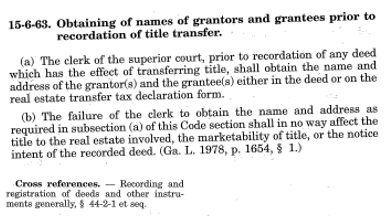 15-6-63. Obtaining of names of grantors and grantees prior to
recordation of title transfer.
(a) The clerk of the superior court, prior to recordation of any deed
which has the effect of transferring title, shall obtain the name and
address of the grantor(s) and the grantee(s) either in the deed or on the
real estate transfer tax declaration form.
(b) The failure of the clerk to obtain the name and address as
required in subsection (a) of this Code section shall in no way affect the
title to the real estate involved, the marketability of title, or the notice
intent of the recorded deed. (Ga. L. 1978, p. 1654, § 1.)
Cross references. — Recording and
registration of deeds and other instru-
ments generally, § 44-2-1 et seq.